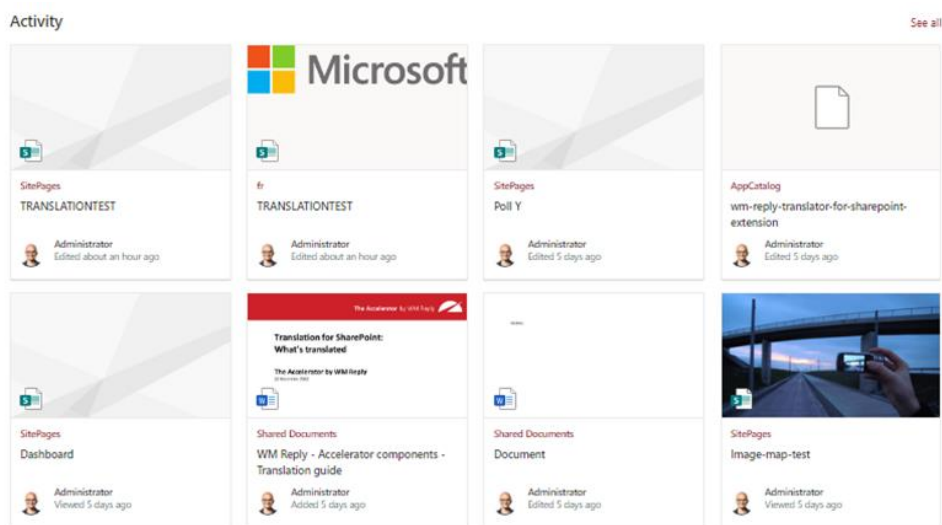 Activity
See all
Microsoft
SitePages
TRANSLATIONTEST
Administrator
Edited about an hour ago
fr
TRANSLATIONTEST
Administrator
Edited about an hour ago
SitePages
Poll Y
Administrator
Edited 5 days ago
AppCatalog
wm-reply-translator-for-sharepoint-
extension
Administrator
Edited 5 days ago
SitePages
Dashboard
Administrator
Viewed 5 days ago
The Accelerator by WM Reply
Translation for SharePoint:
What's translated
The Accelerator by WM Reply
Shared Documents
WM Reply - Accelerator components -
Translation guide
Administrator
Added 5 days ago
Shared Documents
Document
Administrator
Edited 5 days ago
SitePages
Image-map-test
Administrator
Viewed 5 days ago